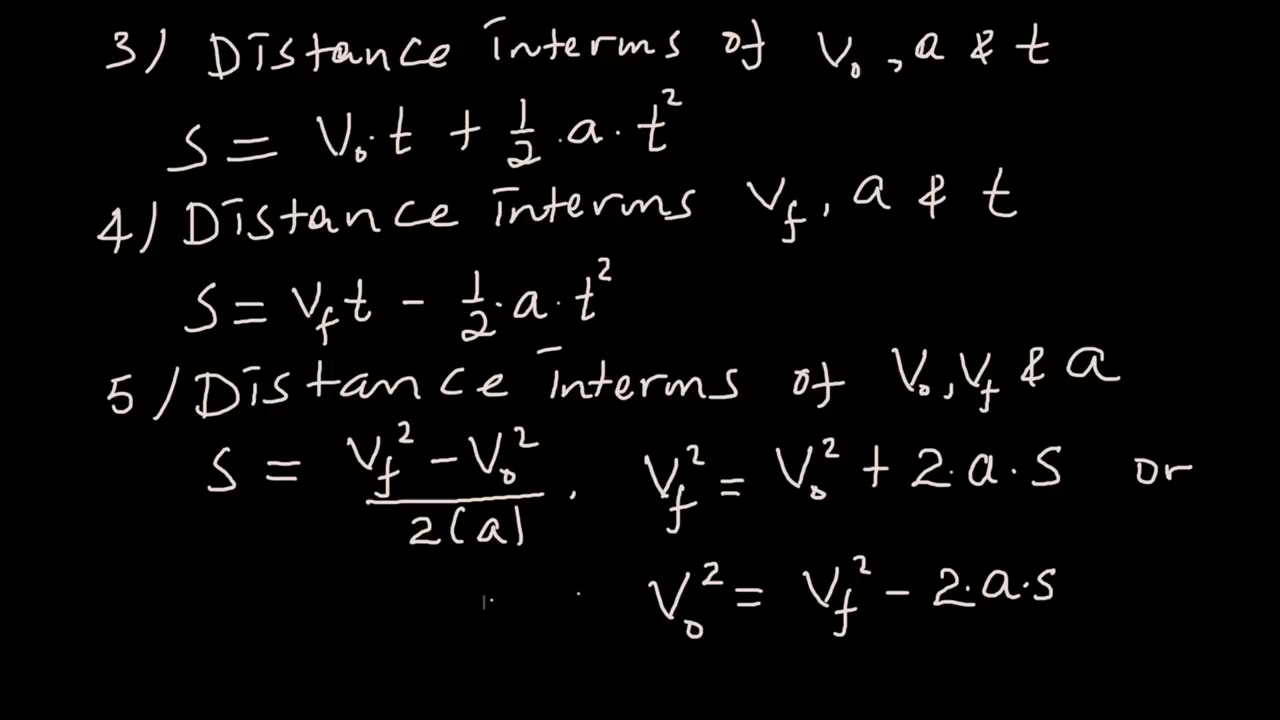 3) Distance interms of V₀, a & t
S = V₀·t + 1/2 · a · t²
4) Distance interms V_f, a & t
S = V_f t - 1/2 · a · t²
5) Distance interms of V₀, V_f & a
S = (V_f² - V₀²) / 2(a) , V_f² = V₀² + 2·a·s or
V₀² = V_f² - 2·a·s